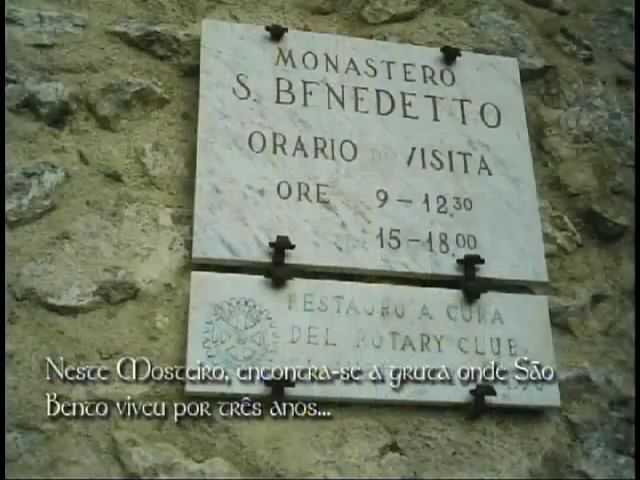 MONASTERO
S. BENEDETTO
ORARIO VISITA
ORE 9-12.30
15-18.00
RESTAURO A CURA
DEL ROTARY CLUB
Neste Mosteiro, encontra-se a gruta onde São
Bento viveu por três anos...